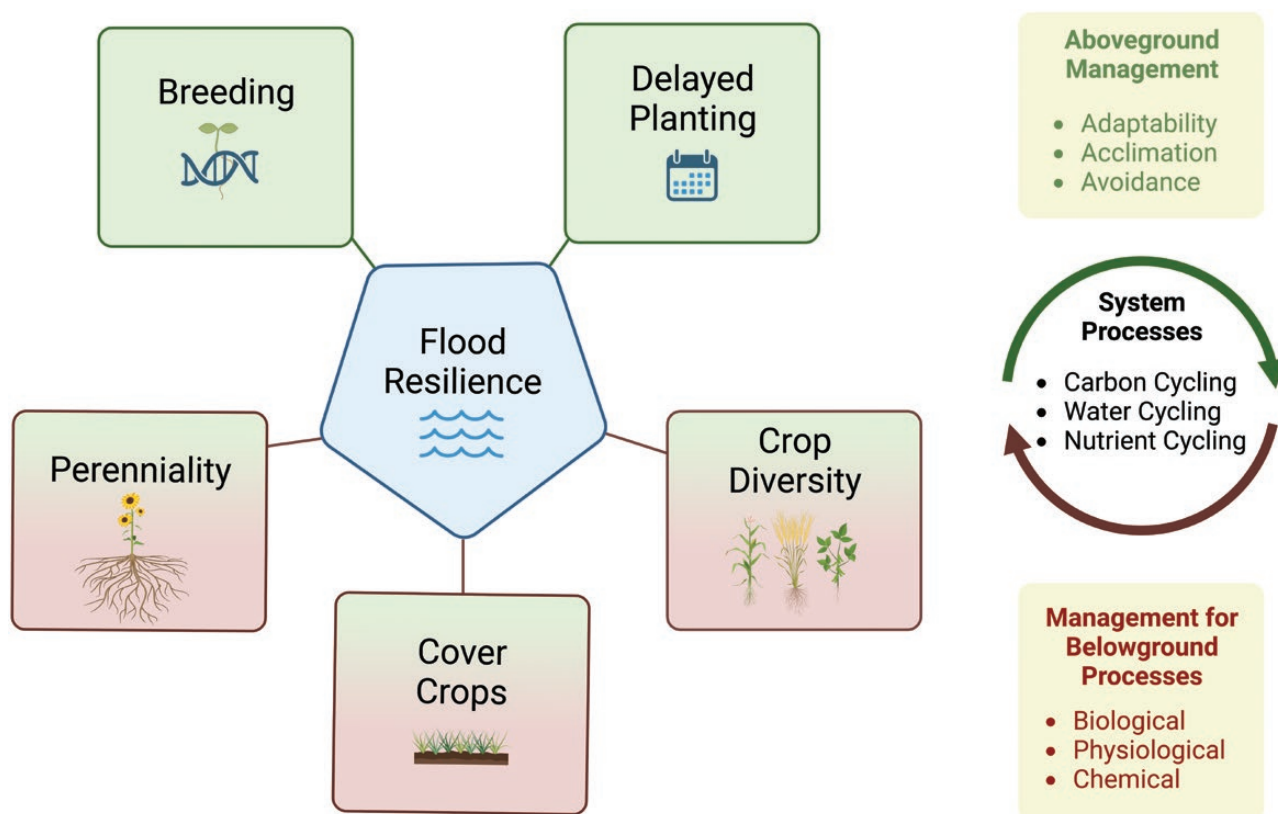 Breeding
Delayed
Planting
Flood
Resilience
Perenniality
Crop
Diversity
Cover
Crops
Aboveground
Management
• Adaptability
• Acclimation
• Avoidance
System
Processes
• Carbon Cycling
• Water Cycling
• Nutrient Cycling
Management for
Belowground
Processes
• Biological
• Physiological
• Chemical